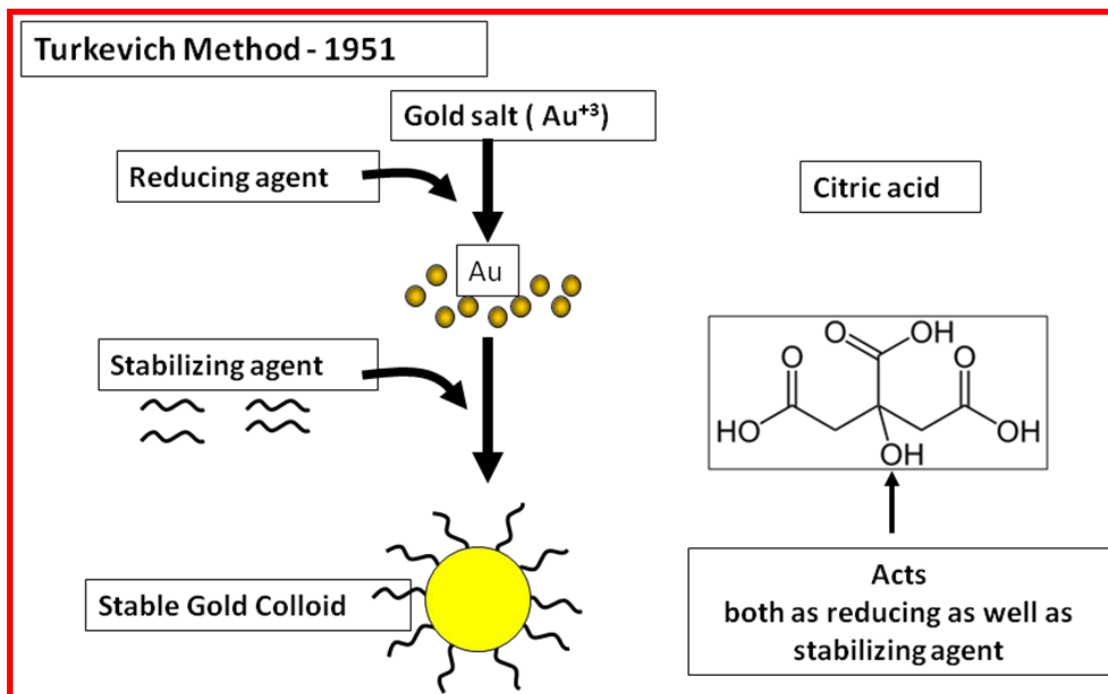 Turkevich Method - 1951
Gold salt ( Au⁺³)
Reducing agent
Citric acid
Au
Stabilizing agent
O
OH
O
O
HO
OH
OH
Stable Gold Colloid
Acts
both as reducing as well as
stabilizing agent